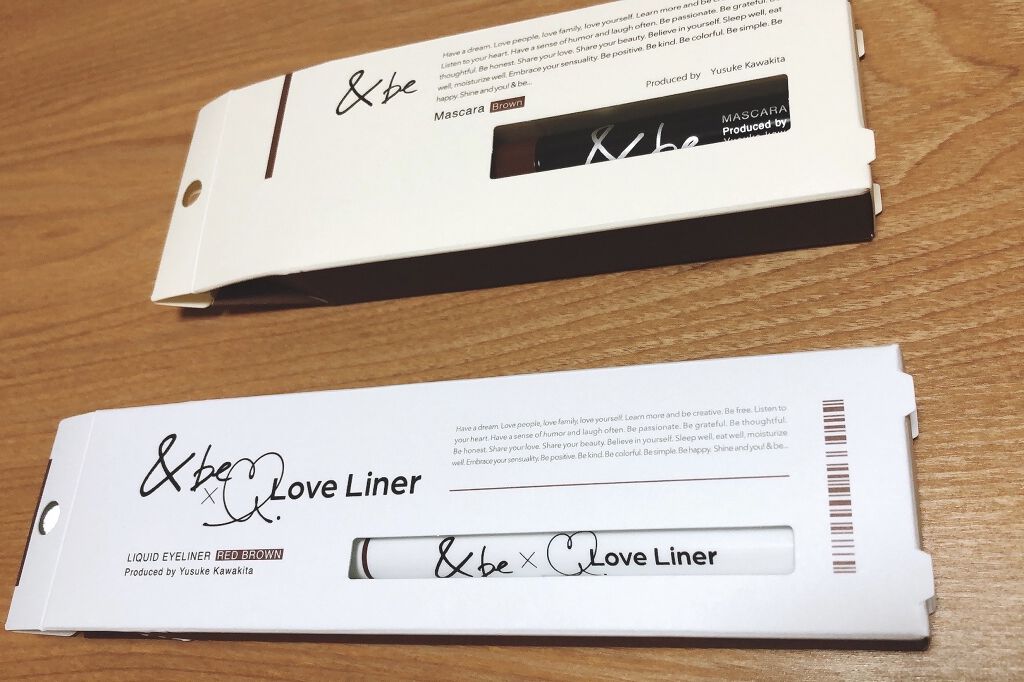 Have a dream. Love people, love family, love yourself. Learn more and be creative. Be
Listen to your heart. Have a sense of humor and laugh often. Be passionate. Be grateful. Be
thoughtful. Be honest. Share your love. Share your beauty. Believe in yourself. Sleep well, eat
well, moisturize well. Embrace your sensuality. Be positive. Be kind. Be colorful. Be simple. Be
happy. Shine and you! & be...
& be
Produced by Yusuke Kawakita
Mascara Brown
& be
MASCARA
Produced by
Have a dream. Love people, love family, love yourself. Learn more and be creative. Be free. Listen to
your heart. Have a sense of humor and laugh often. Be passionate. Be grateful. Be thoughtful.
Be honest. Share your love. Share your beauty. Believe in yourself. Sleep well, eat well, moisturize
well. Embrace your sensuality. Be positive. Be kind. Be colorful. Be simple. Be happy. Shine and you! & be...
& be × Love Liner
LIQUID EYELINER RED BROWN
Produced by Yusuke Kawakita
& be × Love Liner